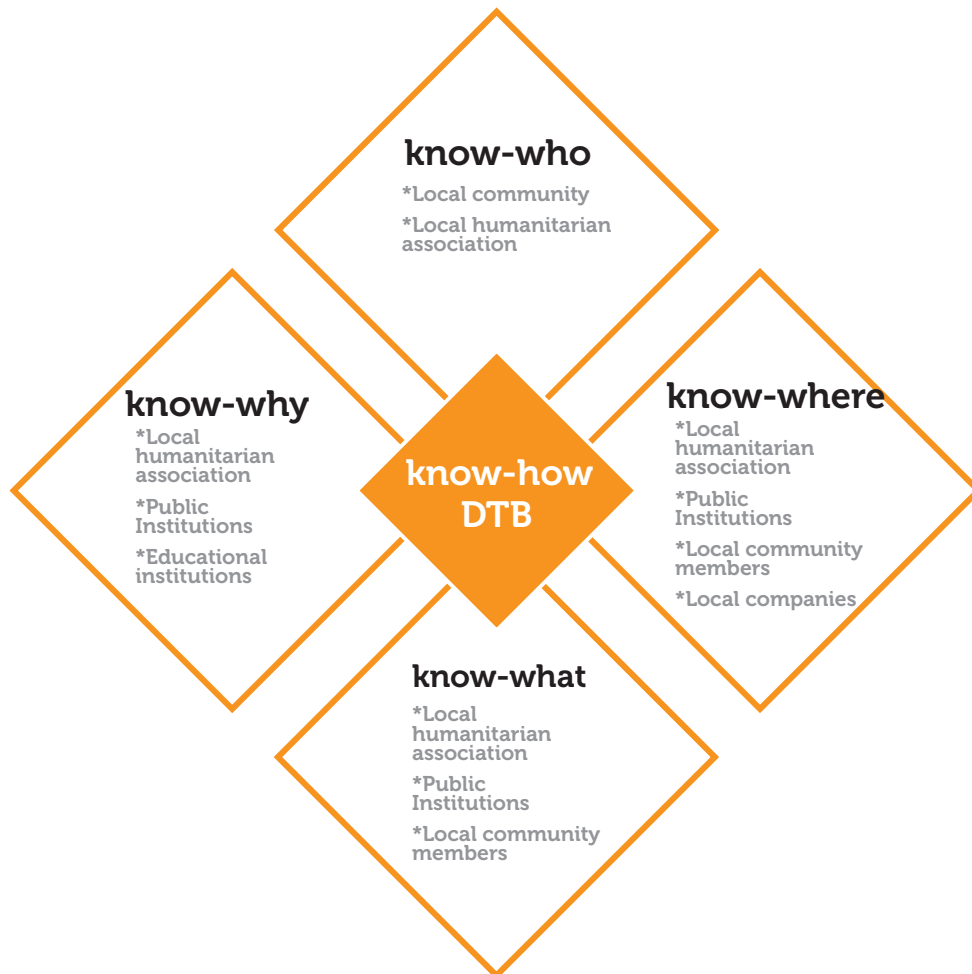 know-who
*Local community
*Local humanitarian
association
know-why
*Local
humanitarian
association
*Public
Institutions
*Educational
institutions
know-how
DTB
know-where
*Local
humanitarian
association
*Public
Institutions
*Local community
members
*Local companies
know-what
*Local
humanitarian
association
*Public
Institutions
*Local community
members